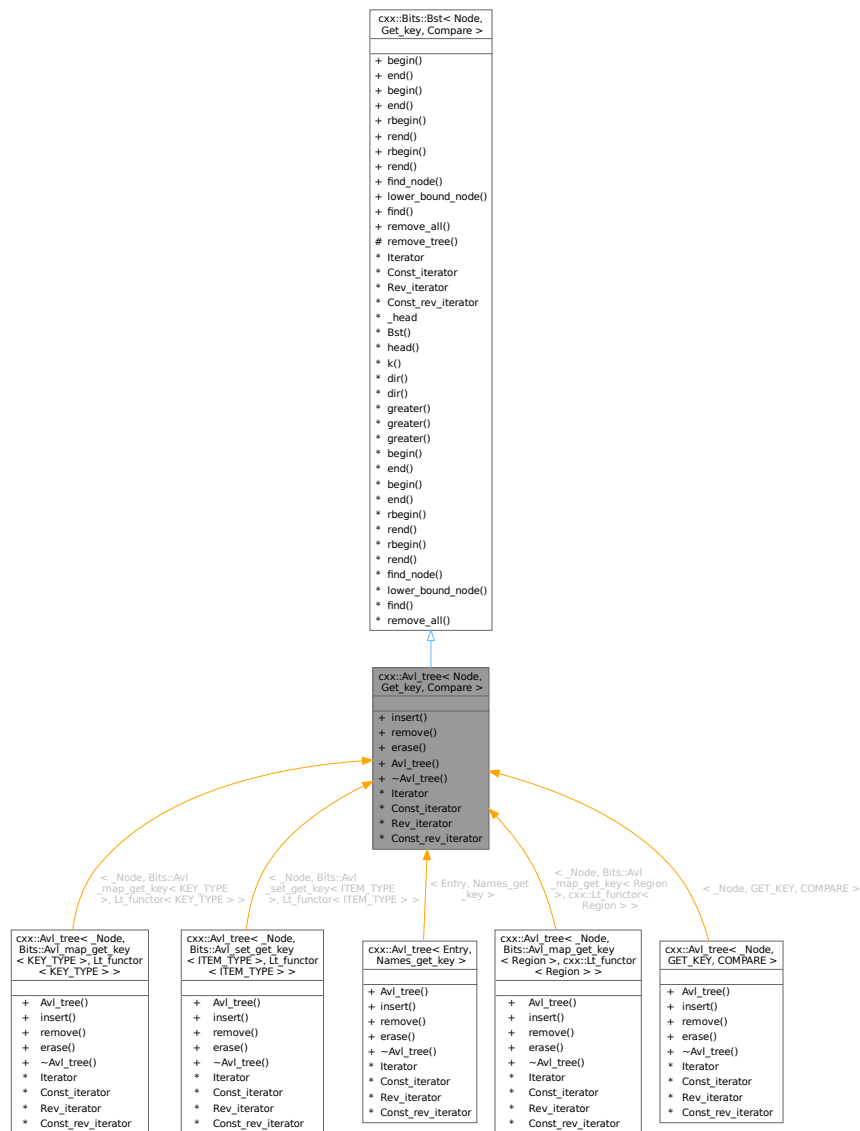 cxx::Bits::Bst< Node,
Get_key, Compare >
+ begin()
+ end()
+ begin()
+ end()
+ rbegin()
+ rend()
+ rbegin()
+ rend()
+ find_node()
+ lower_bound_node()
+ find()
+ remove_all()
# remove_tree()
* Iterator
* Const_iterator
* Rev_iterator
* Const_rev_iterator
* _head
* Bst()
* head()
* k()
* dir()
* dir()
* greater()
* greater()
* greater()
* begin()
* end()
* begin()
* end()
* rbegin()
* rend()
* rbegin()
* rend()
* find_node()
* lower_bound_node()
* find()
* remove_all()
cxx::Avl_tree< Node,
Get_key, Compare >
+ insert()
+ remove()
+ erase()
+ Avl_tree()
+ ~Avl_tree()
* Iterator
* Const_iterator
* Rev_iterator
* Const_rev_iterator
< _Node, Bits::Avl
_map_get_key< KEY_TYPE
>, Lt_functor< KEY_TYPE > >
< _Node, Bits::Avl
_set_get_key< ITEM_TYPE
>, Lt_functor< ITEM_TYPE > >
< Entry, Names_get
_key >
< _Node, Bits::Avl
_map_get_key< Region
>, cxx::Lt_functor<
Region > >
< _Node, GET_KEY, COMPARE >
cxx::Avl_tree< _Node,
Bits::Avl_map_get_key
< KEY_TYPE >, Lt_functor
< KEY_TYPE > >
+ Avl_tree()
+ insert()
+ remove()
+ erase()
+ ~Avl_tree()
* Iterator
* Const_iterator
* Rev_iterator
* Const_rev_iterator
cxx::Avl_tree< _Node,
Bits::Avl_set_get_key
< ITEM_TYPE >, Lt_functor
< ITEM_TYPE > >
+ Avl_tree()
+ insert()
+ remove()
+ erase()
+ ~Avl_tree()
* Iterator
* Const_iterator
* Rev_iterator
* Const_rev_iterator
cxx::Avl_tree< Entry,
Names_get_key >
+ Avl_tree()
+ insert()
+ remove()
+ erase()
+ ~Avl_tree()
* Iterator
* Const_iterator
* Rev_iterator
* Const_rev_iterator
cxx::Avl_tree< _Node,
Bits::Avl_map_get_key
< Region >, cxx::Lt_functor
< Region > >
+ Avl_tree()
+ insert()
+ remove()
+ erase()
+ ~Avl_tree()
* Iterator
* Const_iterator
* Rev_iterator
* Const_rev_iterator
cxx::Avl_tree< _Node,
GET_KEY, COMPARE >
+ Avl_tree()
+ insert()
+ remove()
+ erase()
+ ~Avl_tree()
* Iterator
* Const_iterator
* Rev_iterator
* Const_rev_iterator